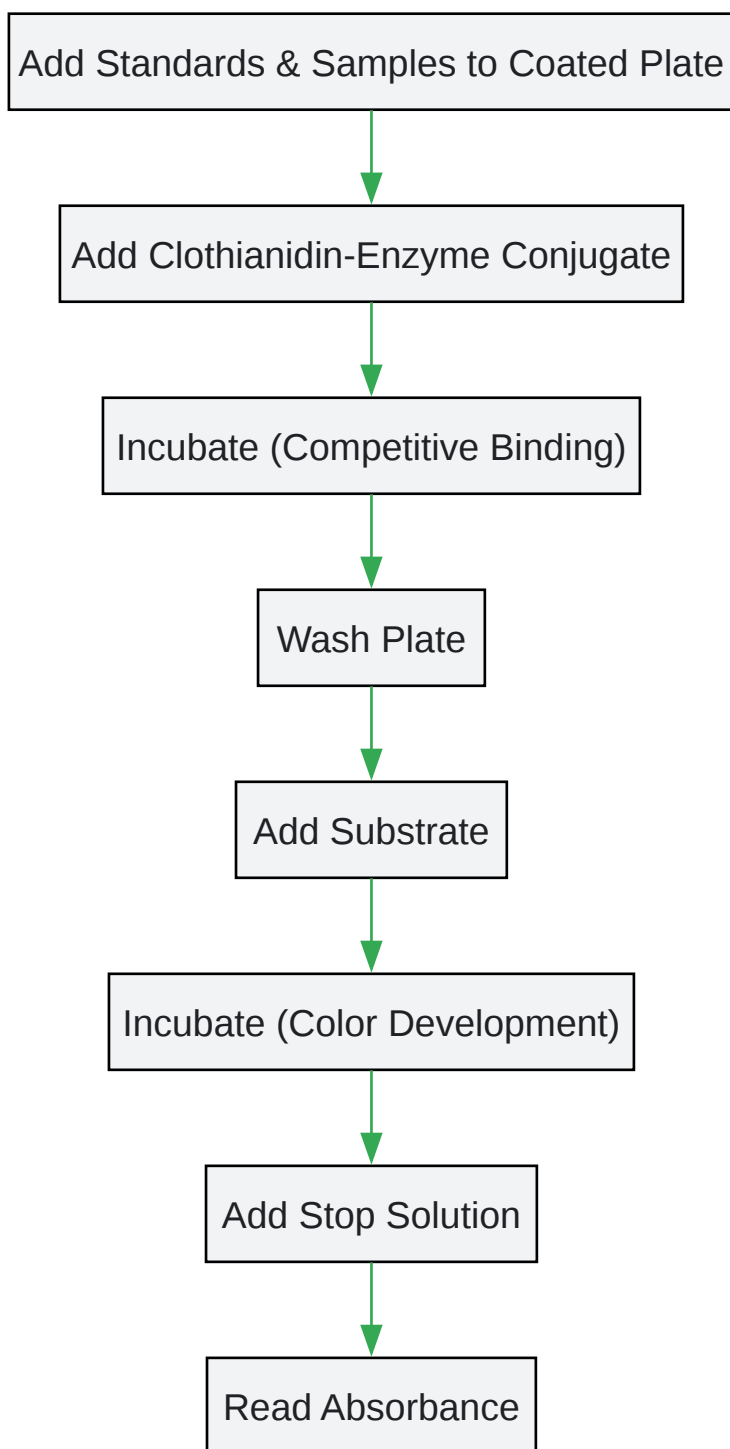 Add Standards & Samples to Coated Plate
Add Clothianidin-Enzyme Conjugate
Incubate (Competitive Binding)
Wash Plate
Add Substrate
Incubate (Color Development)
Add Stop Solution
Read Absorbance